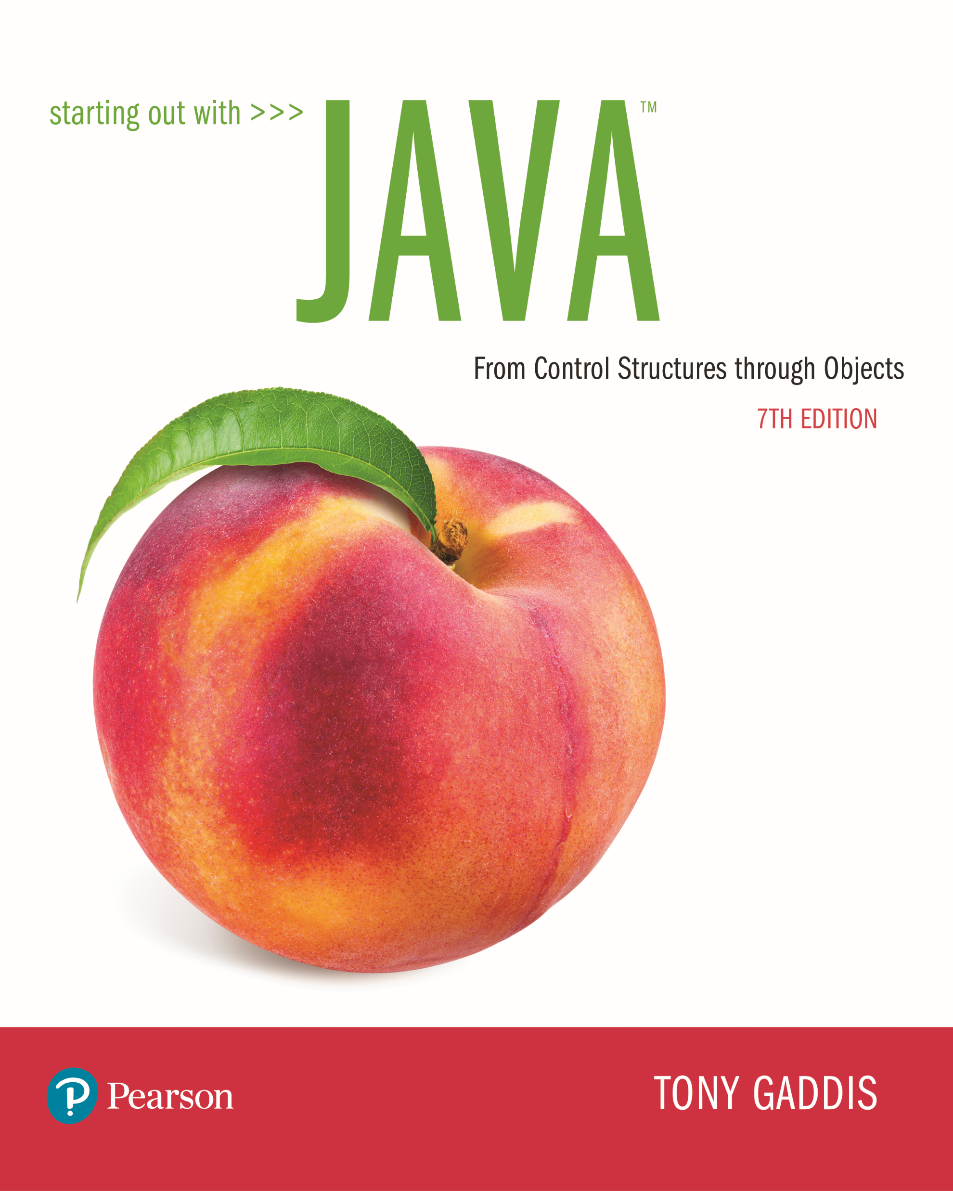 starting out with >>>
JAVA™
From Control Structures through Objects
7TH EDITION
Pearson
TONY GADDIS